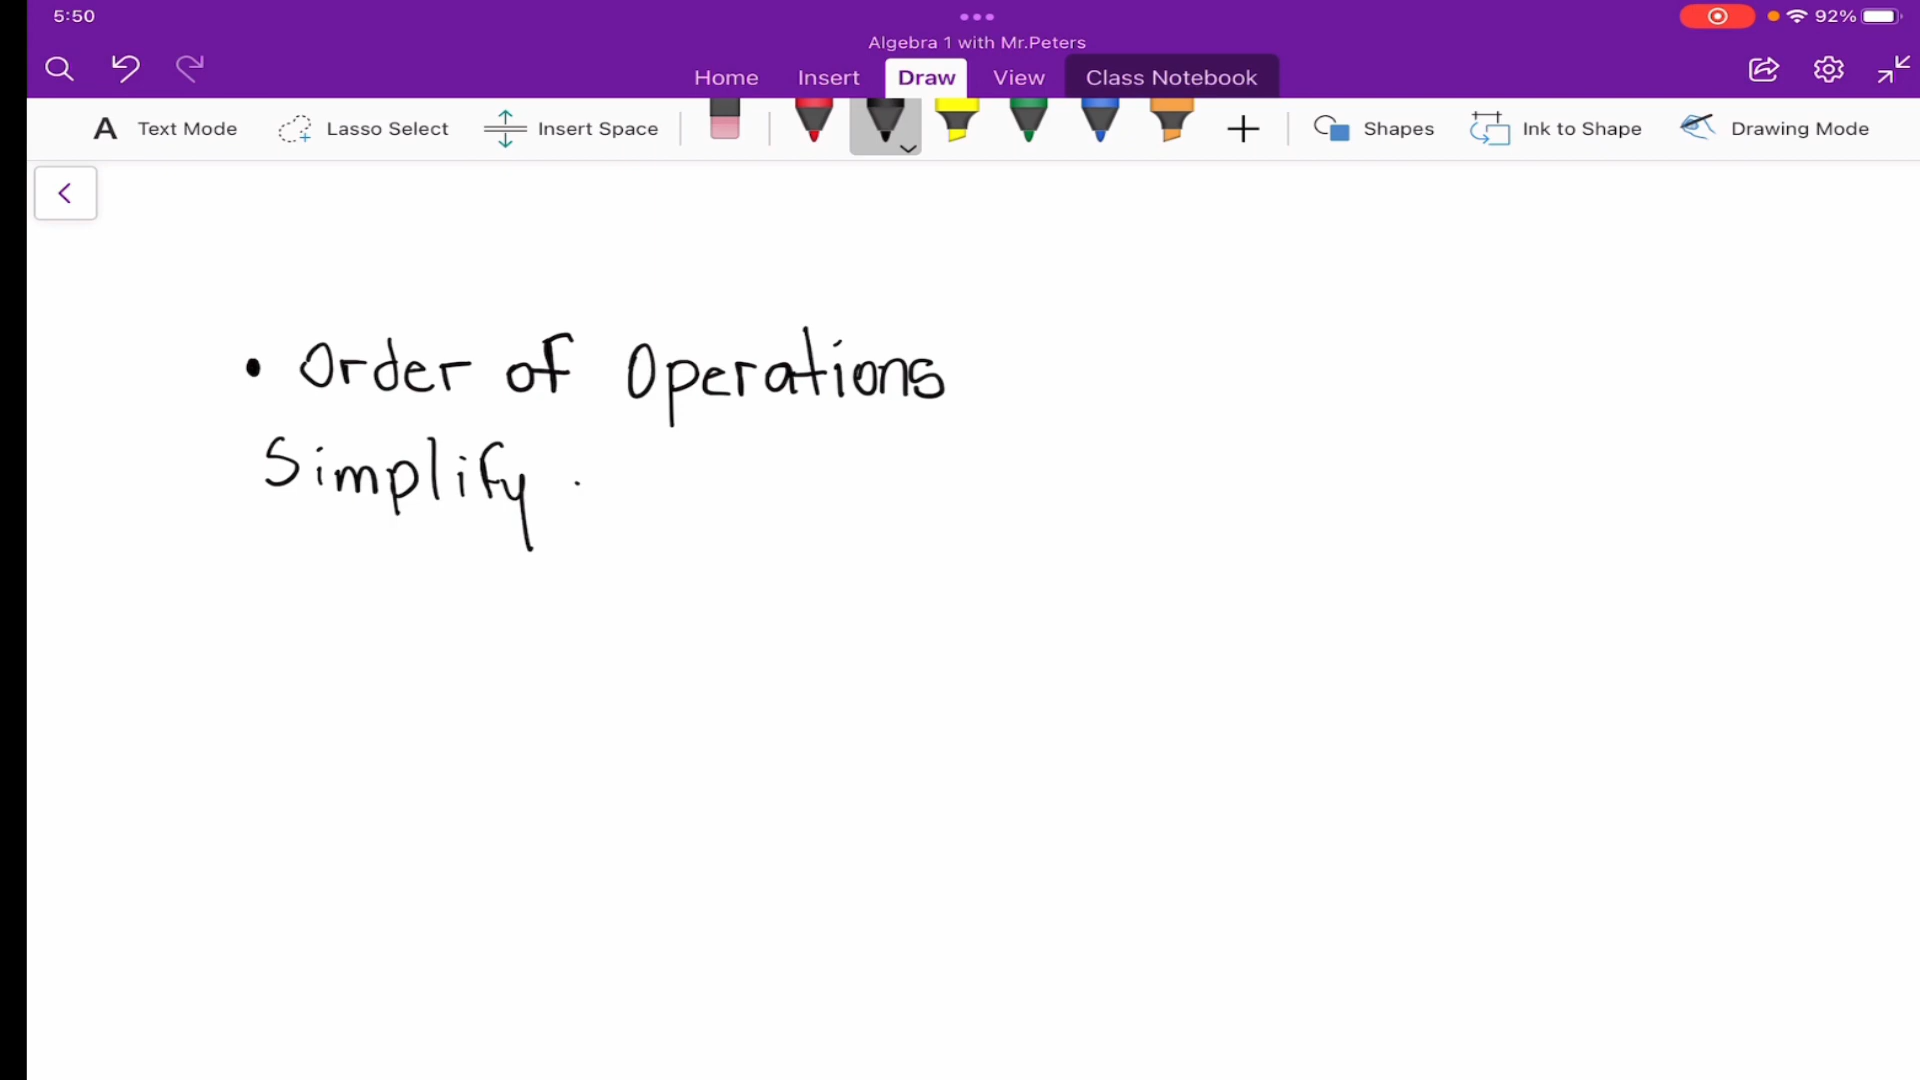 5:50
92%
Algebra 1 with Mr.Peters
Home Insert Draw View Class Notebook
Text Mode Lasso Select Insert Space Shapes Ink to Shape Drawing Mode
• Order of Operations
Simplify .